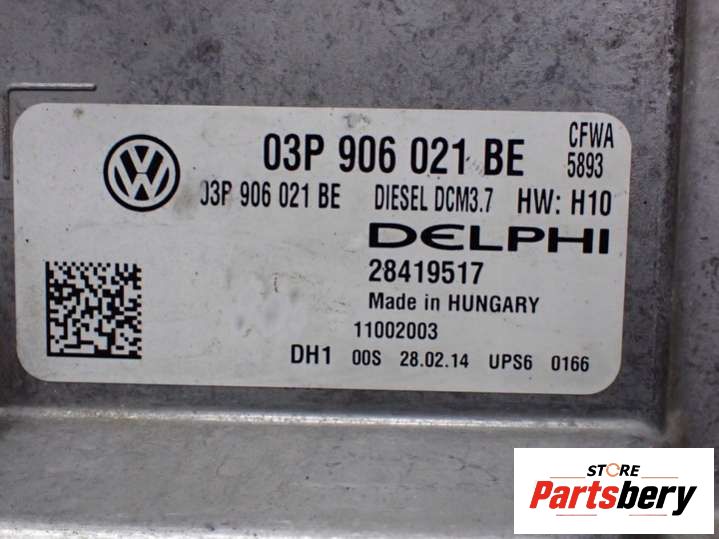 03P 906 021 BE
CFWA
5893
03P 906 021 BE DIESEL DCM3.7 HW: H10
DELPHI
28419517
Made in HUNGARY
11002003
DH1 00S 28.02.14 UPS6 0166
STORE
Partsbery